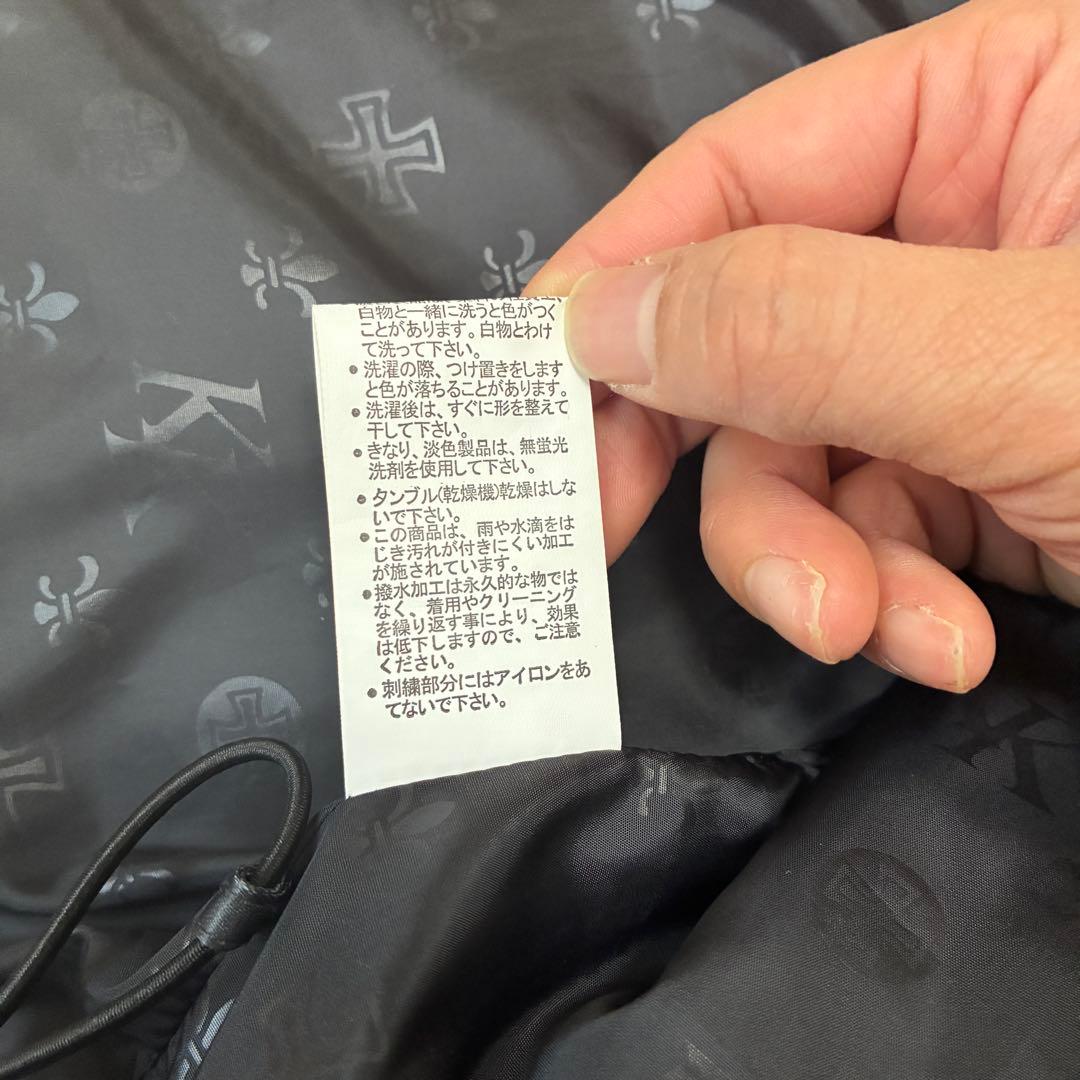 白物と一緒に洗うと色がつく
ことがあります。白物とわけ
て洗って下さい。
●洗濯の際、つけ置きをします
と色が落ちることがあります。
●洗濯後は、すぐに形を整えて
干して下さい。
●きなり、淡色製品は、無蛍光
洗剤を使用して下さい。
●タンブル(乾燥機)乾燥はしな
いで下さい。
●この商品は、雨や水滴をは
じき汚れが付きにくい加工
が施されています。
●撥水加工は永久的な物では
なく、着用やクリーニング
を繰り返す事により、効果
は低下しますので、ご注意
ください。
●刺繍部分にはアイロンをあ
てないで下さい。
K
K